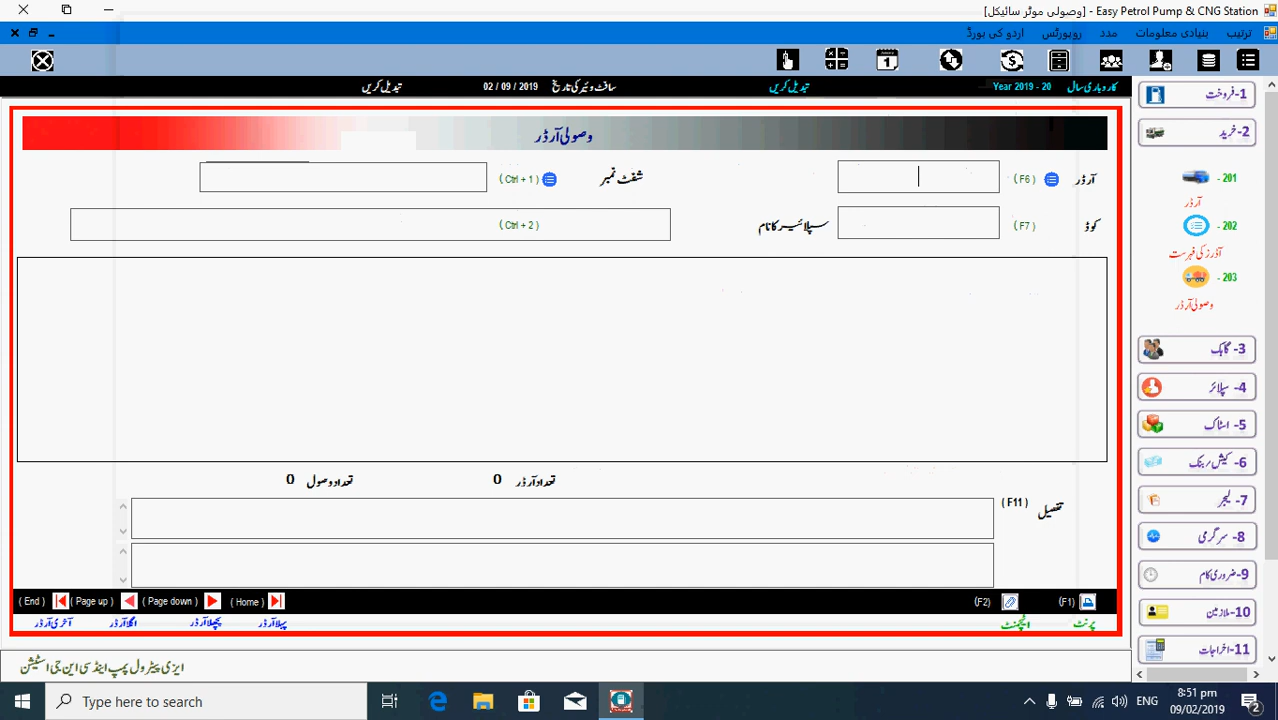 Easy Petrol Pump & CNG Station - [وصولی موٹر سائیکل]
ترتیب بنیادی معلومات مدد رپورٹس اردو کی بورڈ
کاروباری سال Year 2019 - 20 تبدیل کریں سافٹ وئیر کی تاریخ 02 / 09 / 2019 تبدیل کریں
وصولی آرڈر
آرڈر (F6) شفٹ نمبر (Ctrl + 1)
کوڈ (F7) سپلائیر کا نام (Ctrl + 2)
تعداد آرڈر 0 تعداد وصول 0
تفصیل (F11)
(End) (Page up) (Page down) (Home) (F2) (F1)
پرنٹ اٹیچمنٹ پہلا آرڈر پچھلا آرڈر اگلا آرڈر آخری آرڈر
ایزی پیٹرول پمپ اینڈ سی این جی اسٹیشن
1-فروخت
2-خرید
201 -
آرڈر
202 -
آڈرز کی فہرست
203 -
وصولی آرڈر
3- گاہک
4- سپلائر
5- اسٹاک
6- کیش / بینک
7- لیجر
8- سرگرمی
9- ضروری کام
10- ملازمین
11- اخراجات
Type here to search
ENG
8:51 pm
09/02/2019
2